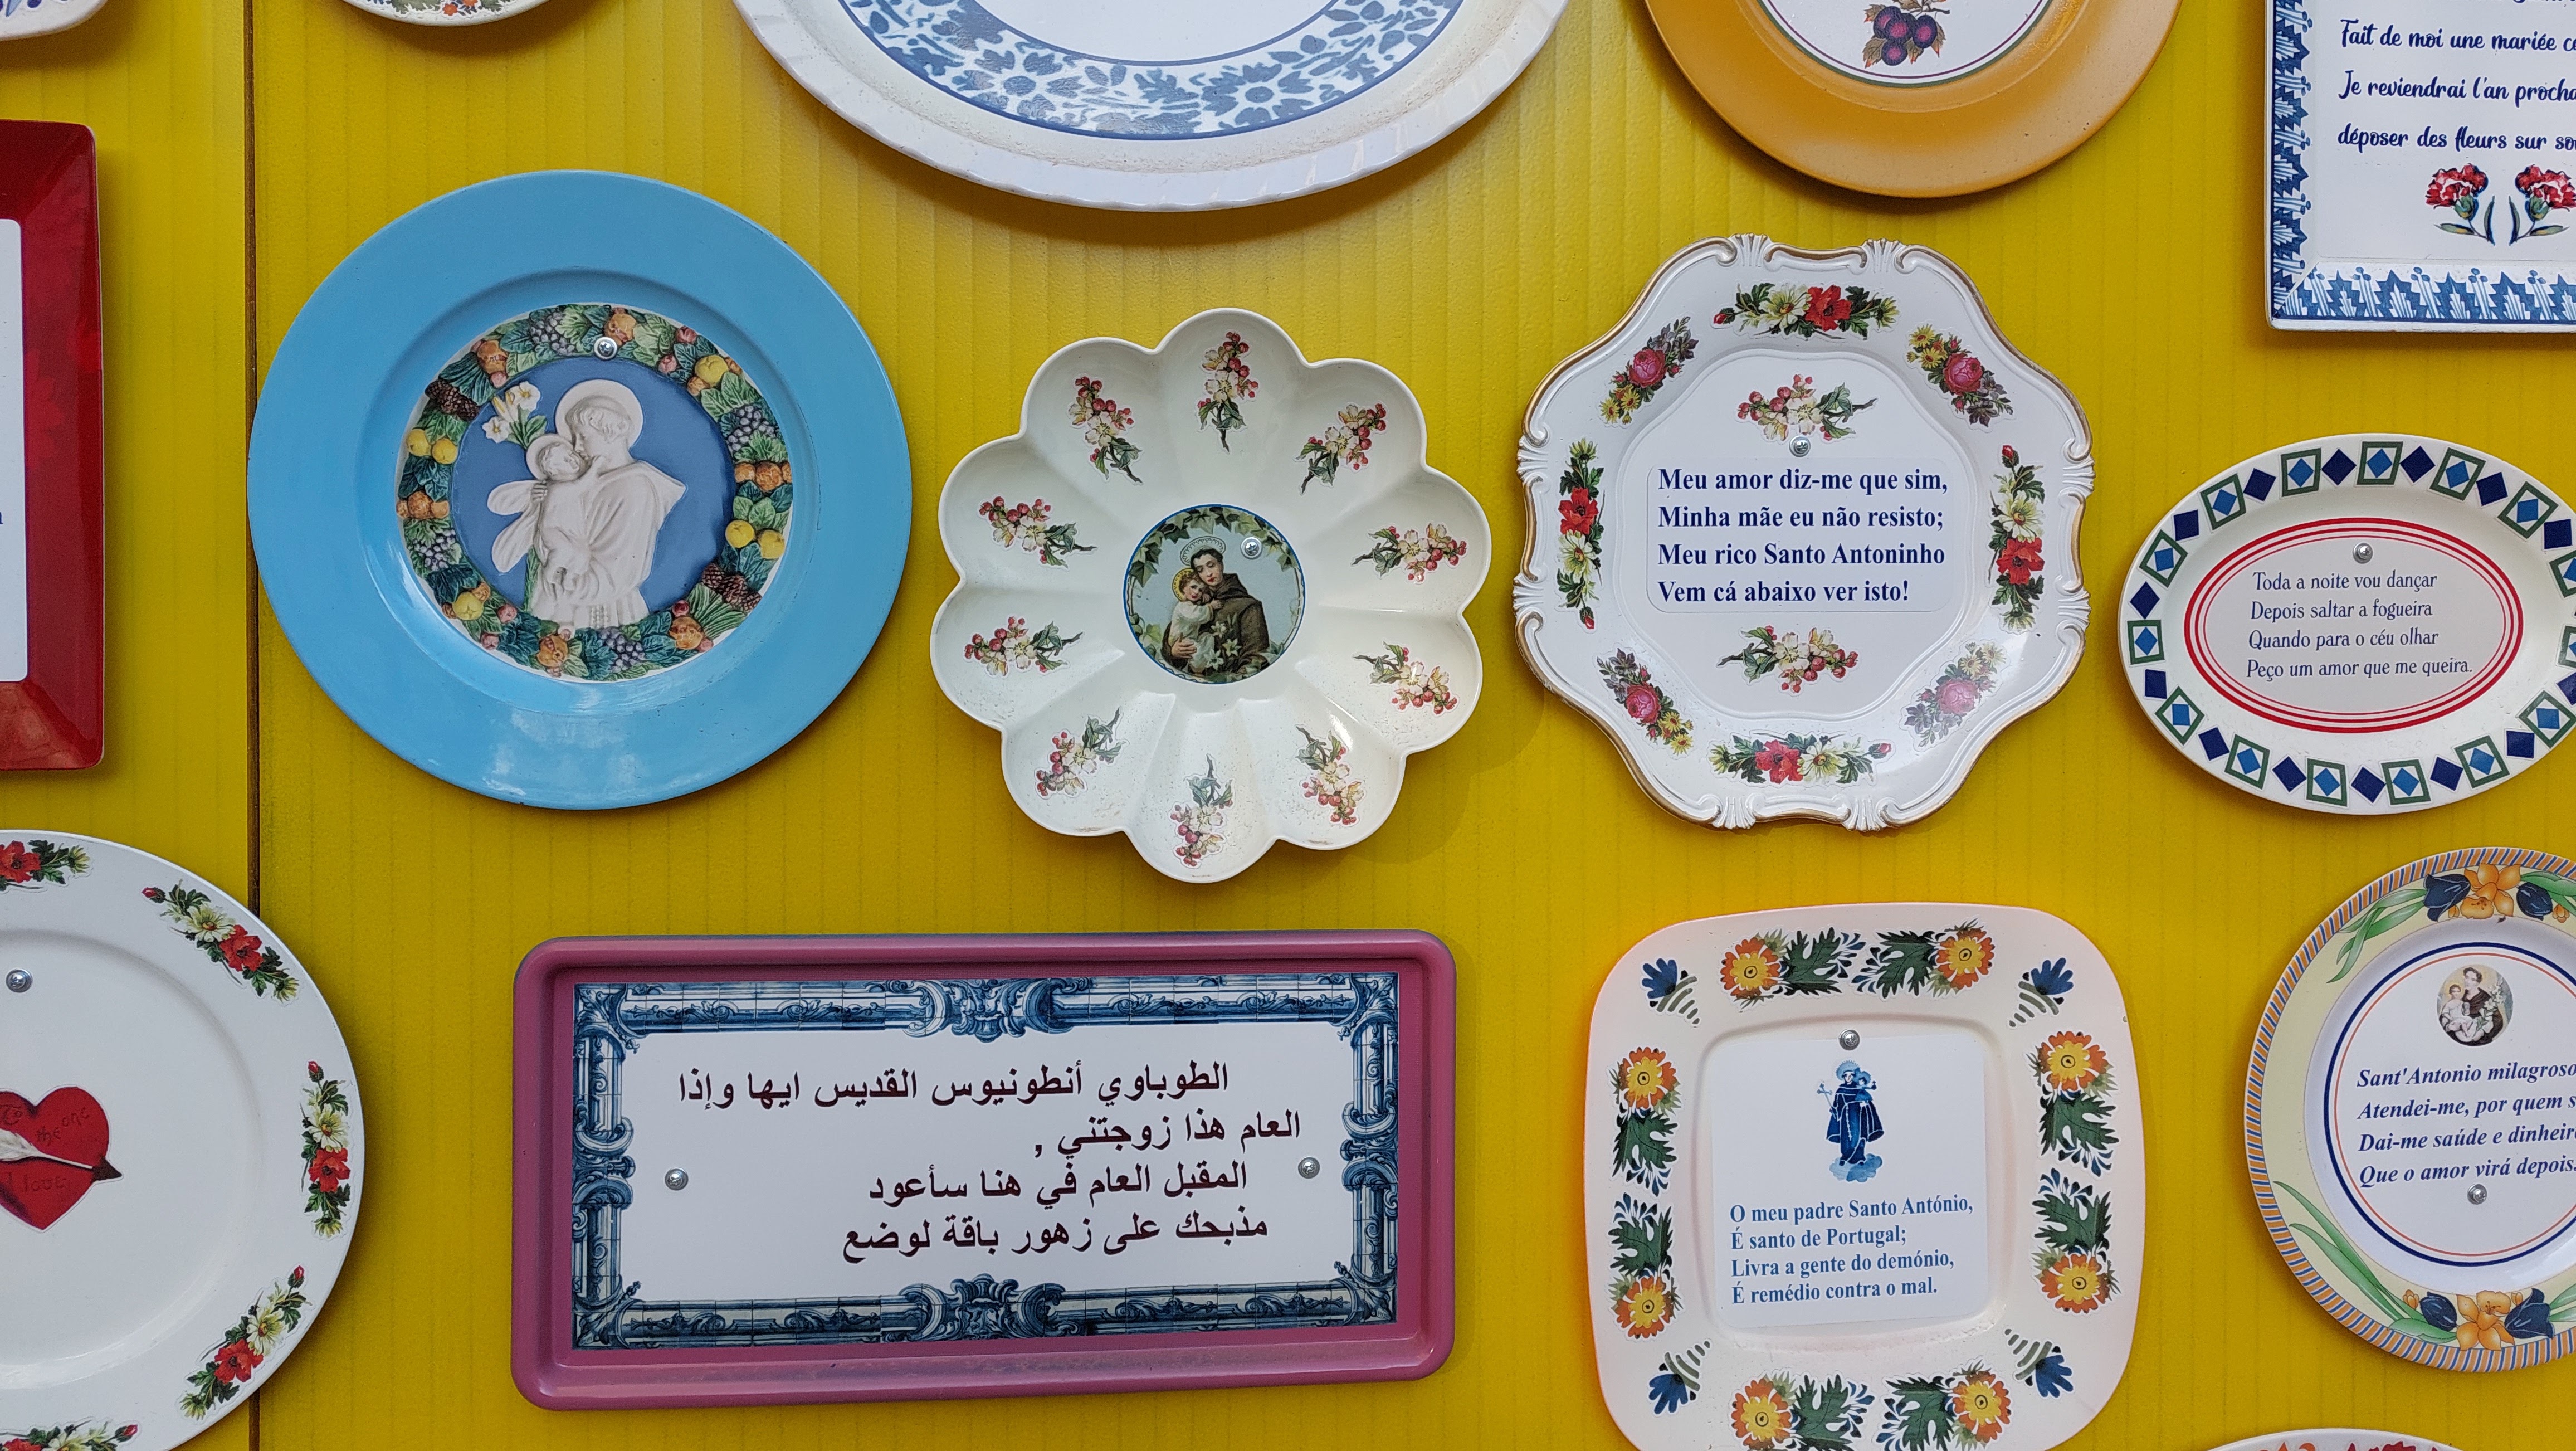 Fait de moi une mariée
Je reviendrai l'an
déposer des fleurs sur
Meu amor diz-me que sim,
Minha mãe eu não resisto;
Meu rico Santo Antoninho
Vem cá abaixo ver isto!
Toda a noite vou dançar
Depois saltar a fogueira
Quando para o céu olhar
Peço um amor que me queira.
الطوباوي أنطونيوس القديس ايها وإذا
العام هذا زوجتني ,
المقبل العام في هنا سأعود
مذبحك على زهور باقة لوضع
O meu padre Santo António,
É santo de Portugal;
Livra a gente do demónio,
É remédio contra o mal.
Sant'Antonio milagroso
Atendei-me, por quem
Dai-me saúde e dinheiro
Que o amor virá depois.